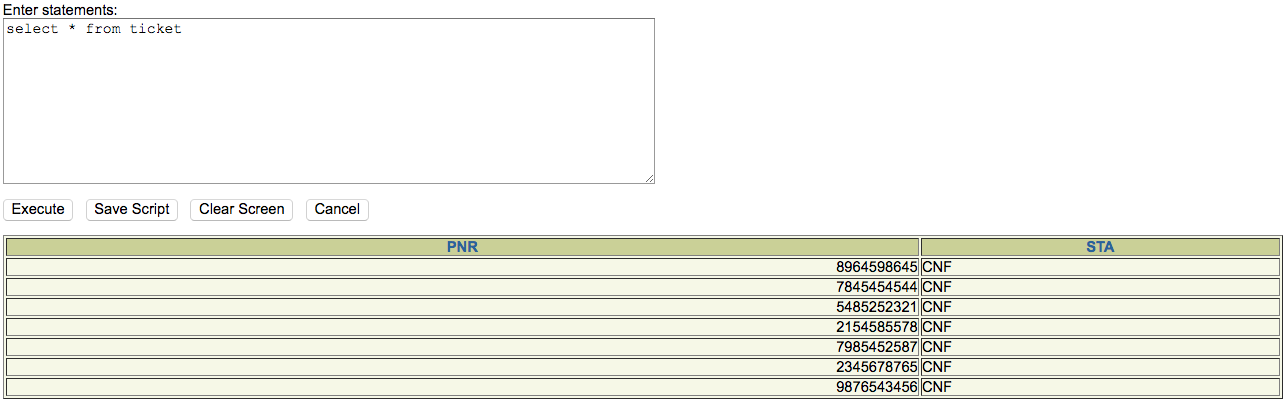 Enter statements:
select * from ticket
Execute Save Script Clear Screen Cancel
PNR STA
8964598645 CNF
7845454544 CNF
5485252321 CNF
2154585578 CNF
7985452587 CNF
2345678765 CNF
9876543456 CNF